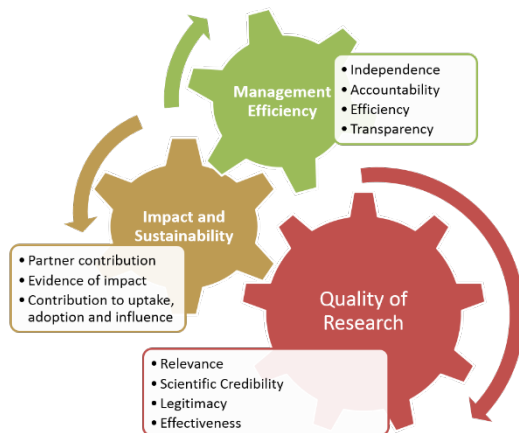 Management
Efficiency
• Independence
• Accountability
• Efficiency
• Transparency
Impact and
Sustainability
• Partner contribution
• Evidence of impact
• Contribution to uptake,
adoption and influence
Quality of
Research
• Relevance
• Scientific Credibility
• Legitimacy
• Effectiveness